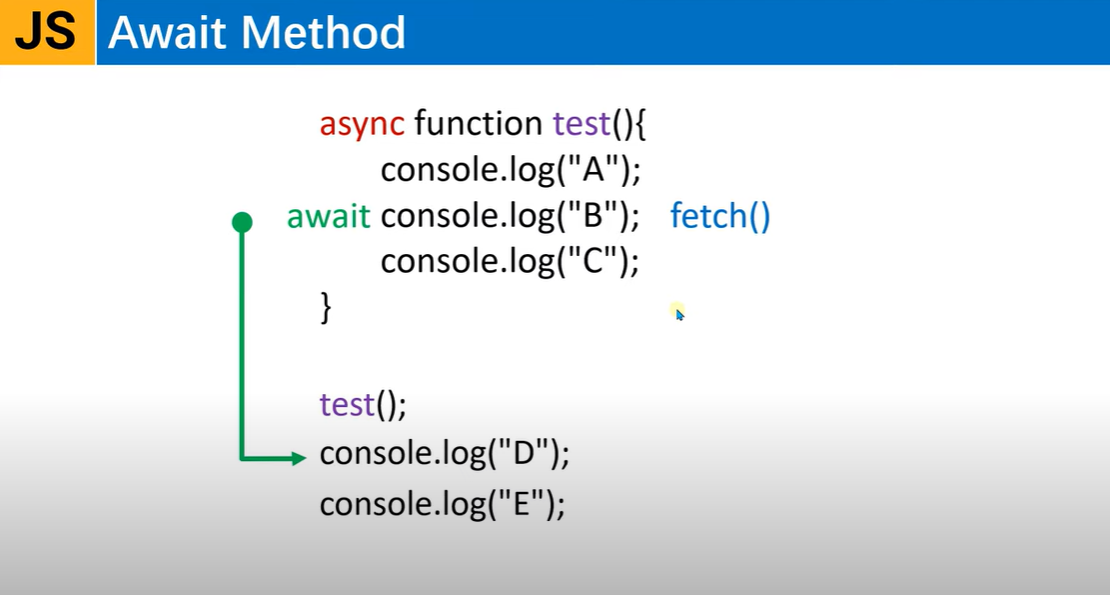 JS Await Method
async function test(){
console.log("A");
await console.log("B"); fetch()
console.log("C");
}
test();
console.log("D");
console.log("E");